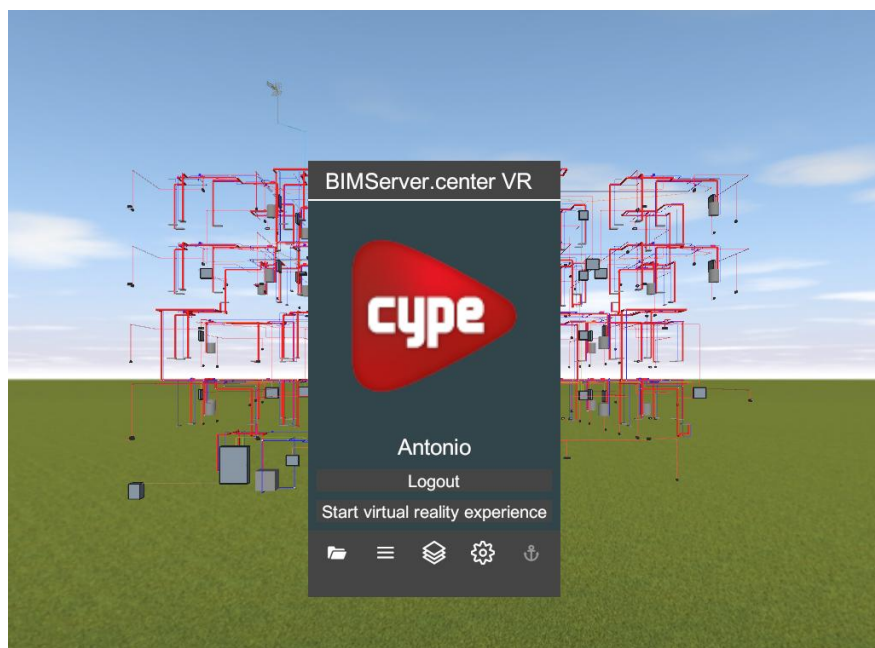 BIMServer.center VR
cype
Antonio
Logout
Start virtual reality experience